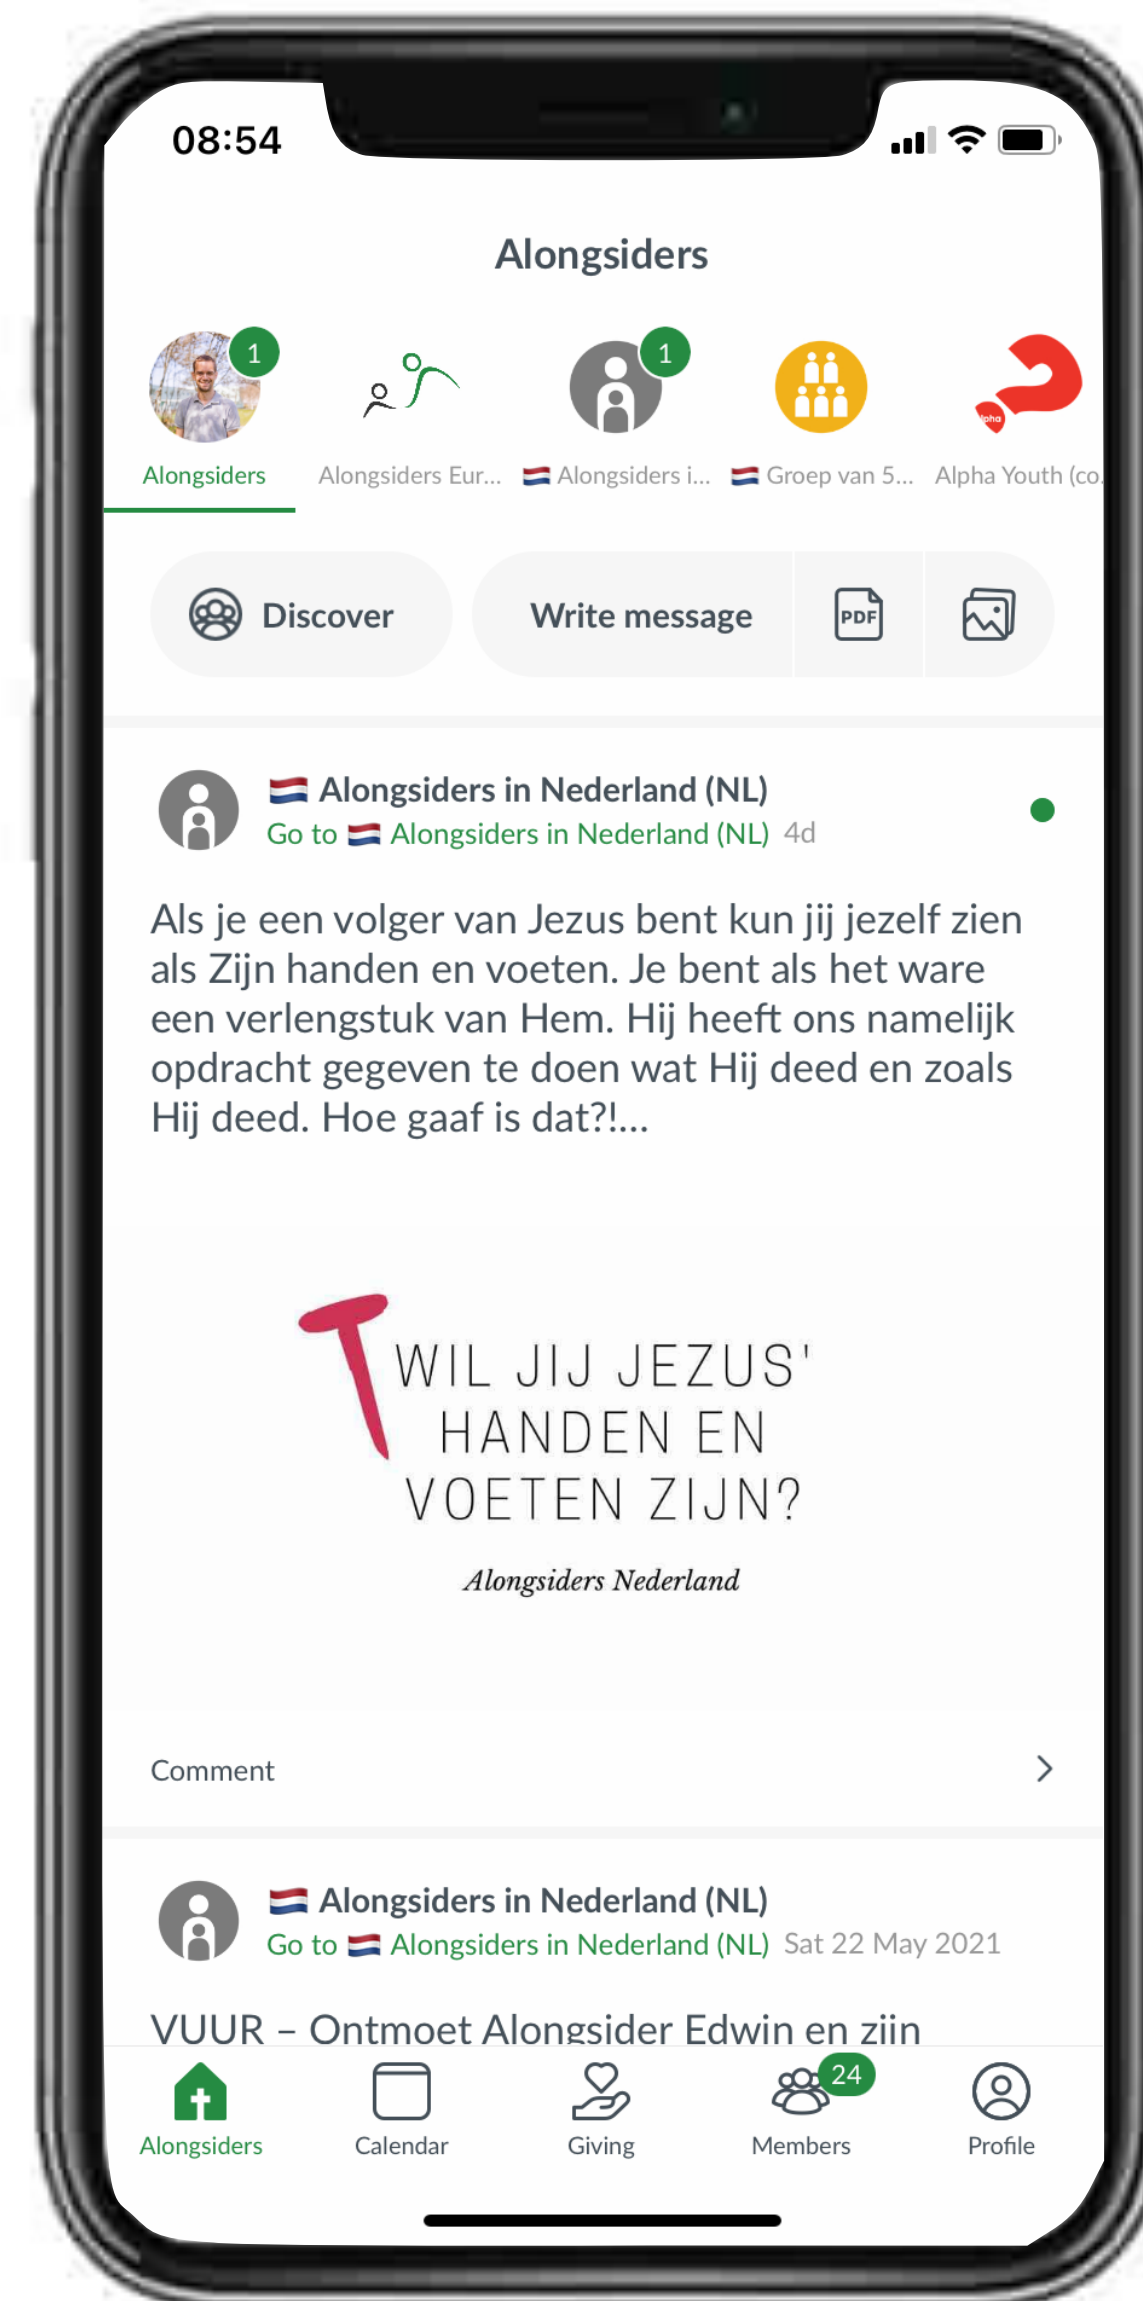 08:54
Alongsiders
1
1
lpha
Alongsiders
Alongsiders Eur...
🇳🇱 Alongsiders i...
🇳🇱 Groep van 5...
Alpha Youth (co.
Discover
Write message
PDF
🇳🇱 Alongsiders in Nederland (NL)
Go to 🇳🇱 Alongsiders in Nederland (NL) 4d
Als je een volger van Jezus bent kun jij jezelf zien
als Zijn handen en voeten. Je bent als het ware
een verlengstuk van Hem. Hij heeft ons namelijk
opdracht gegeven te doen wat Hij deed en zoals
Hij deed. Hoe gaaf is dat?!...
WIL JIJ JEZUS'
HANDEN EN
VOETEN ZIJN?
Alongsiders Nederland
Comment
🇳🇱 Alongsiders in Nederland (NL)
Go to 🇳🇱 Alongsiders in Nederland (NL) Sat 22 May 2021
VUUR – Ontmoet Alongsider Edwin en zijn
24
Alongsiders
Calendar
Giving
Members
Profile